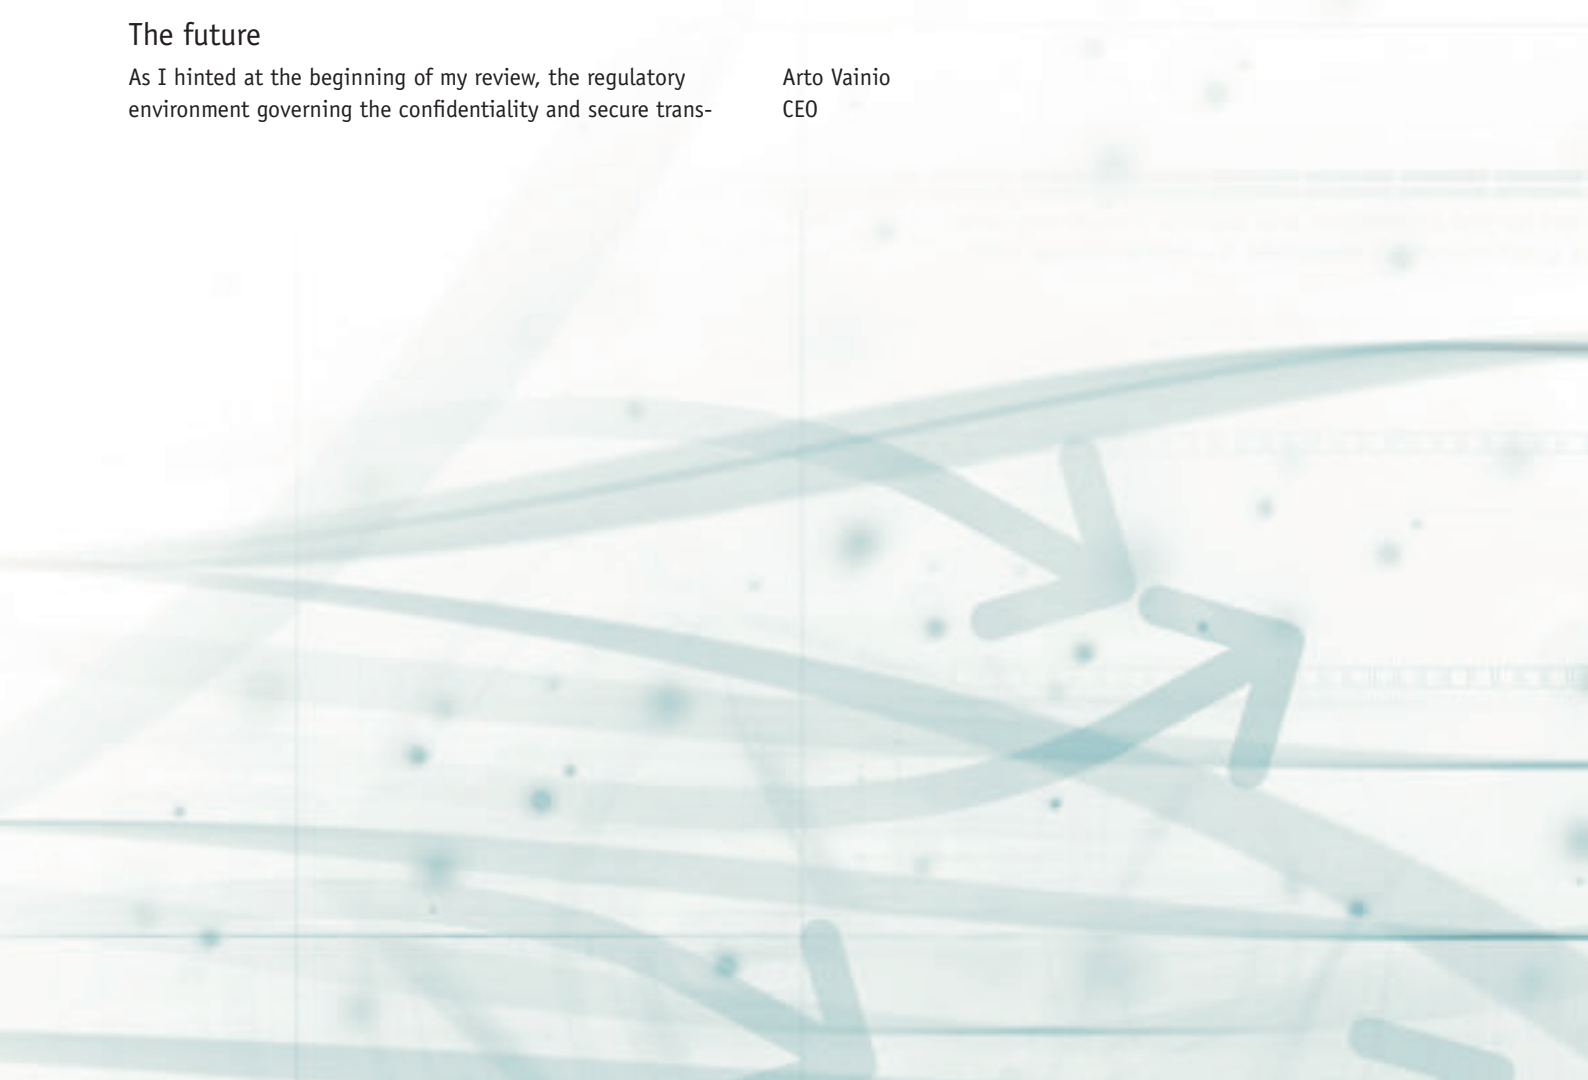 The future
As I hinted at the beginning of my review, the regulatory
environment governing the confidentiality and secure trans-
Arto Vainio
CEO